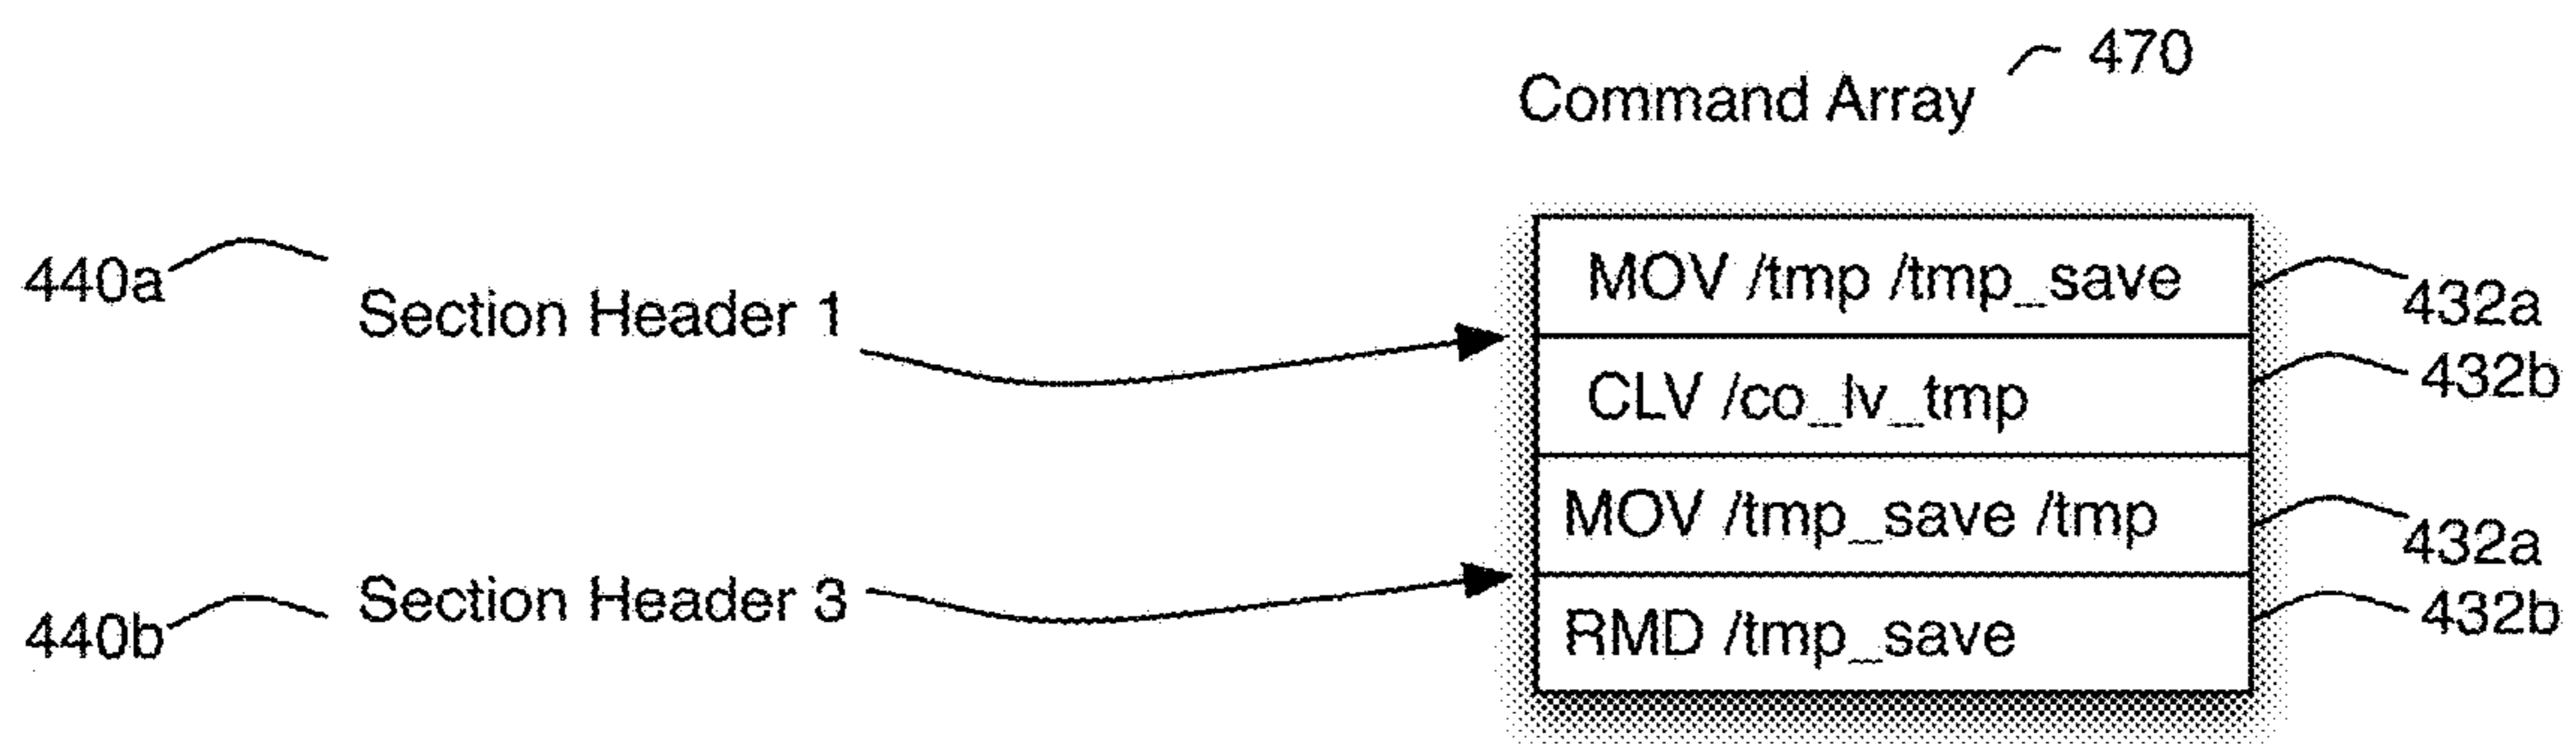 470
Command Array
440a
Section Header 1
MOV /tmp /tmp_save
432a
CLV /co_lv_tmp
432b
MOV /tmp_save /tmp
432a
440b
Section Header 3
RMD /tmp_save
432b